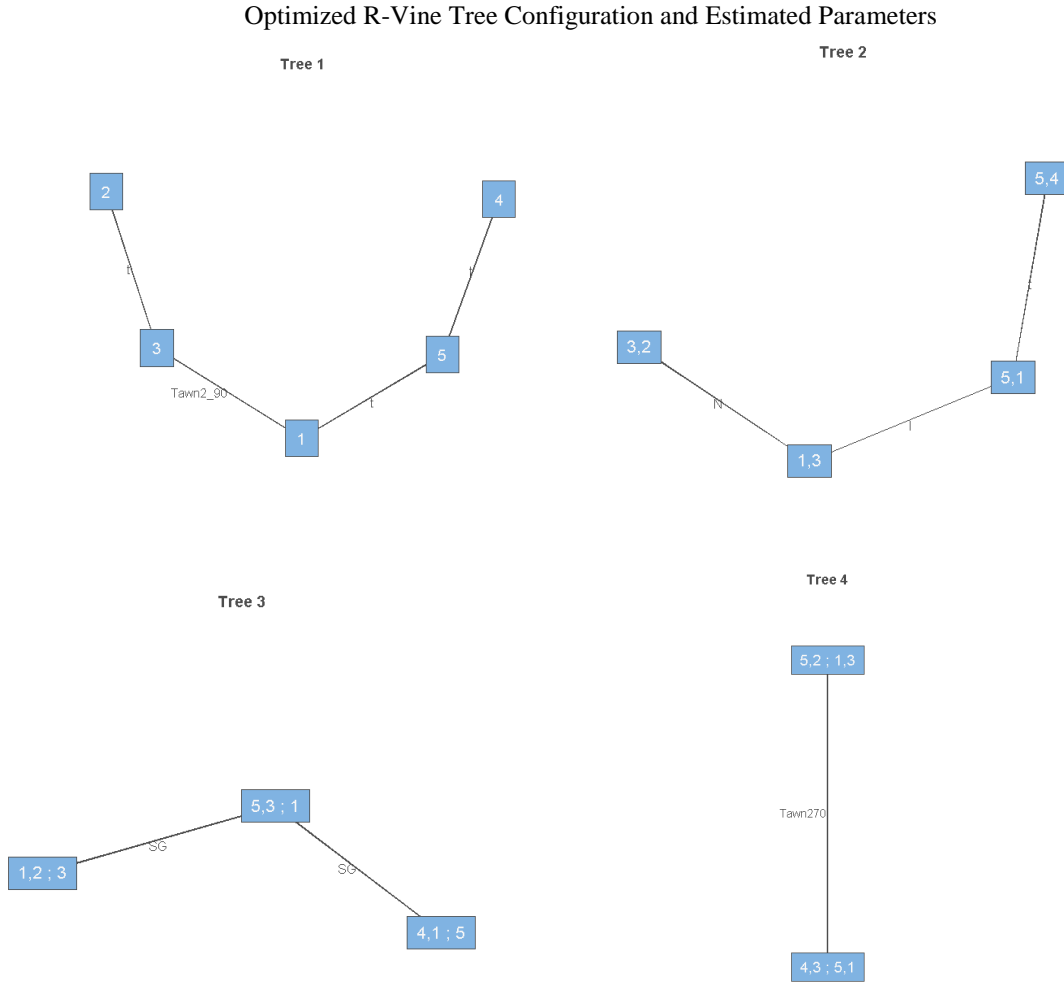 Optimized R-Vine Tree Configuration and Estimated Parameters
Tree 1
2
4
t
t
3
5
Tawn2_90
t
1
Tree 2
5,4
t
3,2
5,1
N
I
1,3
Tree 3
5,3 ; 1
SG
SG
1,2 ; 3
4,1 ; 5
Tree 4
5,2 ; 1,3
Tawn270
4,3 ; 5,1